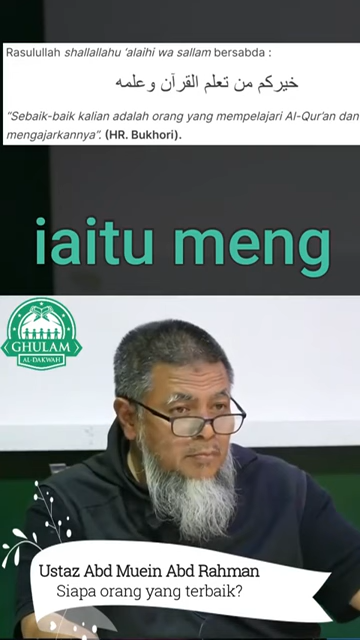 Rasulullah shallallahu 'alaihi wa sallam bersabda :
خيركم من تعلم القرآن وعلمه
"Sebaik-baik kalian adalah orang yang mempelajari Al-Qur'an dan
mengajarkannya". (HR. Bukhori).
iaitu meng
GHULAM
AL-DAKWAH
Ustaz Abd Muein Abd Rahman
Siapa orang yang terbaik?